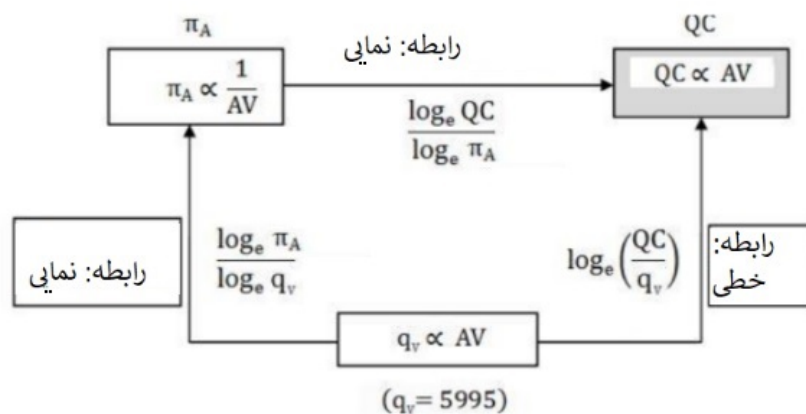 π_A
QC
رابطه: نمایی
π_A ∝ 1/AV
QC ∝ AV
log_e QC / log_e π_A
رابطه: نمایی
log_e π_A / log_e q_v
log_e (QC/q_v)
رابطه:
خطی
q_v ∝ AV
(q_v= 5995)